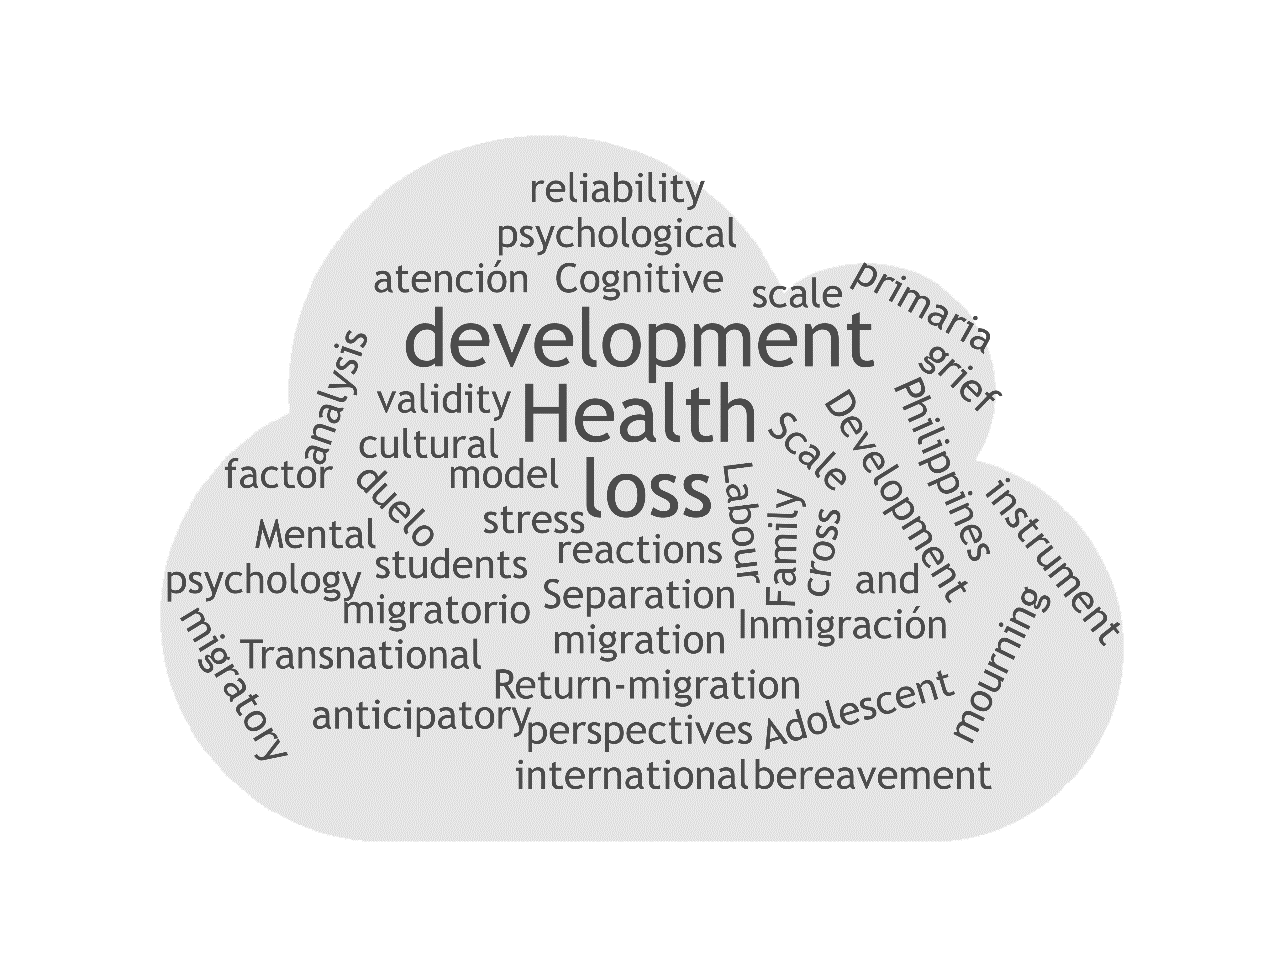 reliability
psychological
atención Cognitive
scale
primaria
development
grief
analysis
validity
Health
Philippines
Development
Scale
cultural
factor
model
loss
duelo
Labour
Family
cross
instrument
stress
Mental
reactions
students
psychology
and
Separation
migratorio
Inmigración
mourning
migration
migratory
Transnational
Return-migration
Adolescent
anticipatory
perspectives
international bereavement